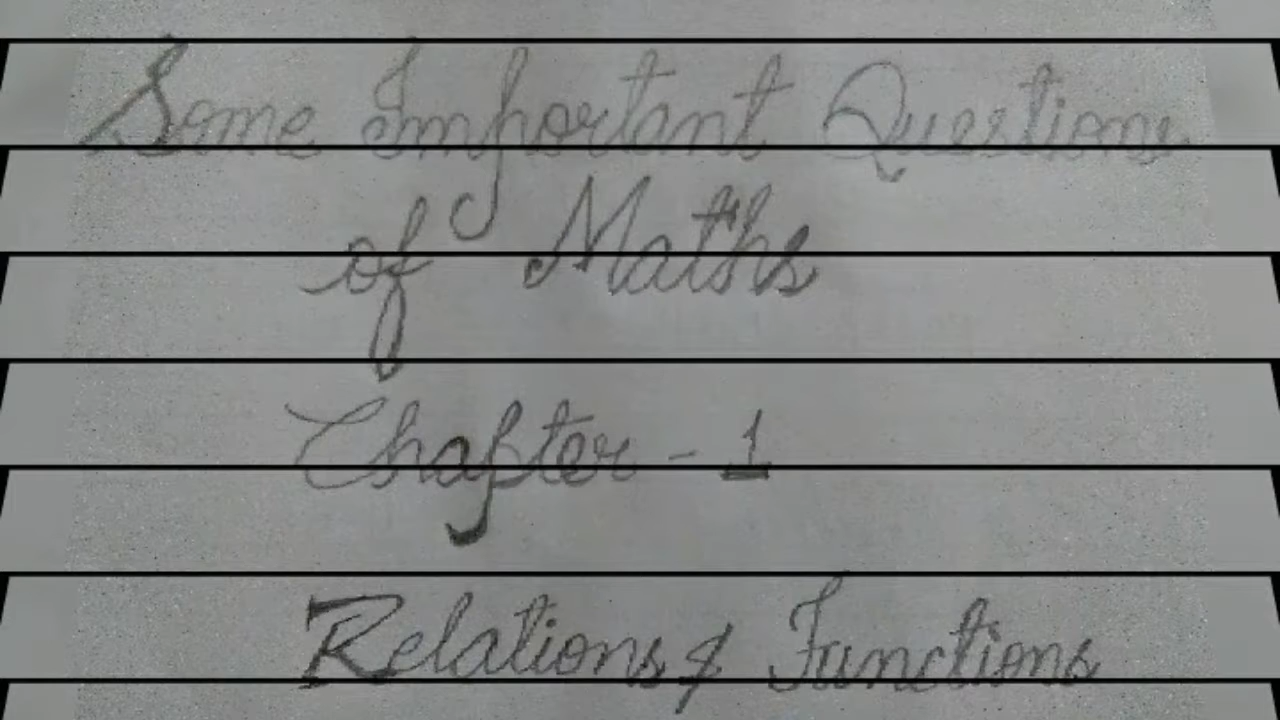 Some Important Questions
of Maths
Chapter - 1
Relations & Functions